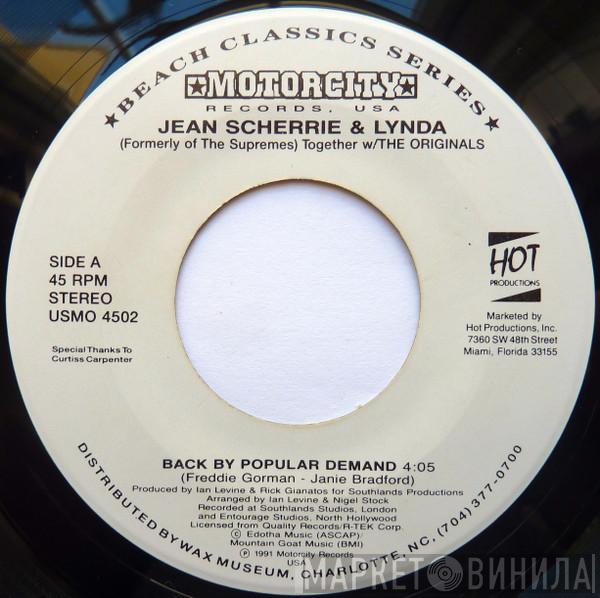 ★BEACH CLASSICS SERIES★
★MOTORCITY★
RECORDS, USA
JEAN SCHERRIE & LYNDA
(Formerly of The Supremes) Together w/THE ORIGINALS
SIDE A
45 RPM
STEREO
USMO 4502
Special Thanks To
Curtiss Carpenter
HOT
PRODUCTIONS
Marketed by
Hot Productions, Inc.
7360 SW 48th Street
Miami, Florida 33155
BACK BY POPULAR DEMAND 4:05
(Freddie Gorman - Janie Bradford)
Produced by Ian Levine & Rick Gianatos for Southlands Productions
Arranged by Ian Levine & Nigel Stock
Recorded at Southlands Studios, London
and Entourage Studios, North Hollywood
Licensed from Quality Records/R-TEK Corp.
© Edotha Music (ASCAP)/
Mountain Goat Music (BMI)
℗ 1991 Motorcity Records
USA
DISTRIBUTED BY WAX MUSEUM, CHARLOTTE, NC, (704) 377-0700
МАРКЕТ ВИНИЛА